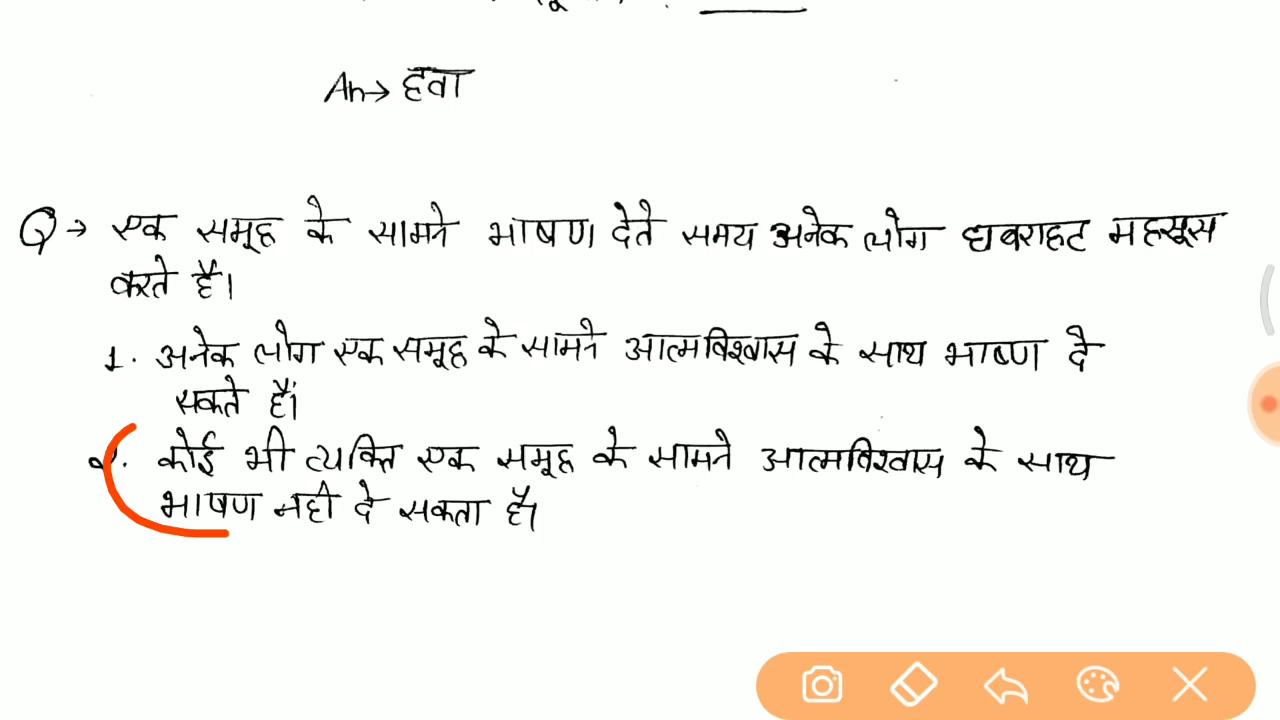 An→ हवा
Q→ एक समूह के सामने भाषण देते समय अनेक लोग घबराहट महसूस
करते हैं।
1. अनेक लोग एक समूह के सामने आत्मविश्वास के साथ भाषण दे
सकते हैं।
2. कोई भी व्यक्ति एक समूह के सामने आत्मविश्वास के साथ
भाषण नही दे सकता है।